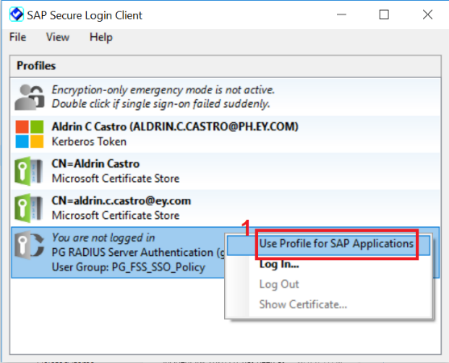 SAP Secure Login Client
File View Help
Profiles
Encryption-only emergency mode is not active.
Double click if single sign-on failed suddenly.
Aldrin C Castro (ALDRIN.C.CASTRO@PH.EY.COM)
Kerberos Token
CN=Aldrin Castro
Microsoft Certificate Store
CN=aldrin.c.castro@ey.com
Microsoft Certificate Store
You are not logged in
PG RADIUS Server Authentication (g
User Group: PG_FSS_SSO_Policy
1
Use Profile for SAP Applications
Log In...
Log Out
Show Certificate...